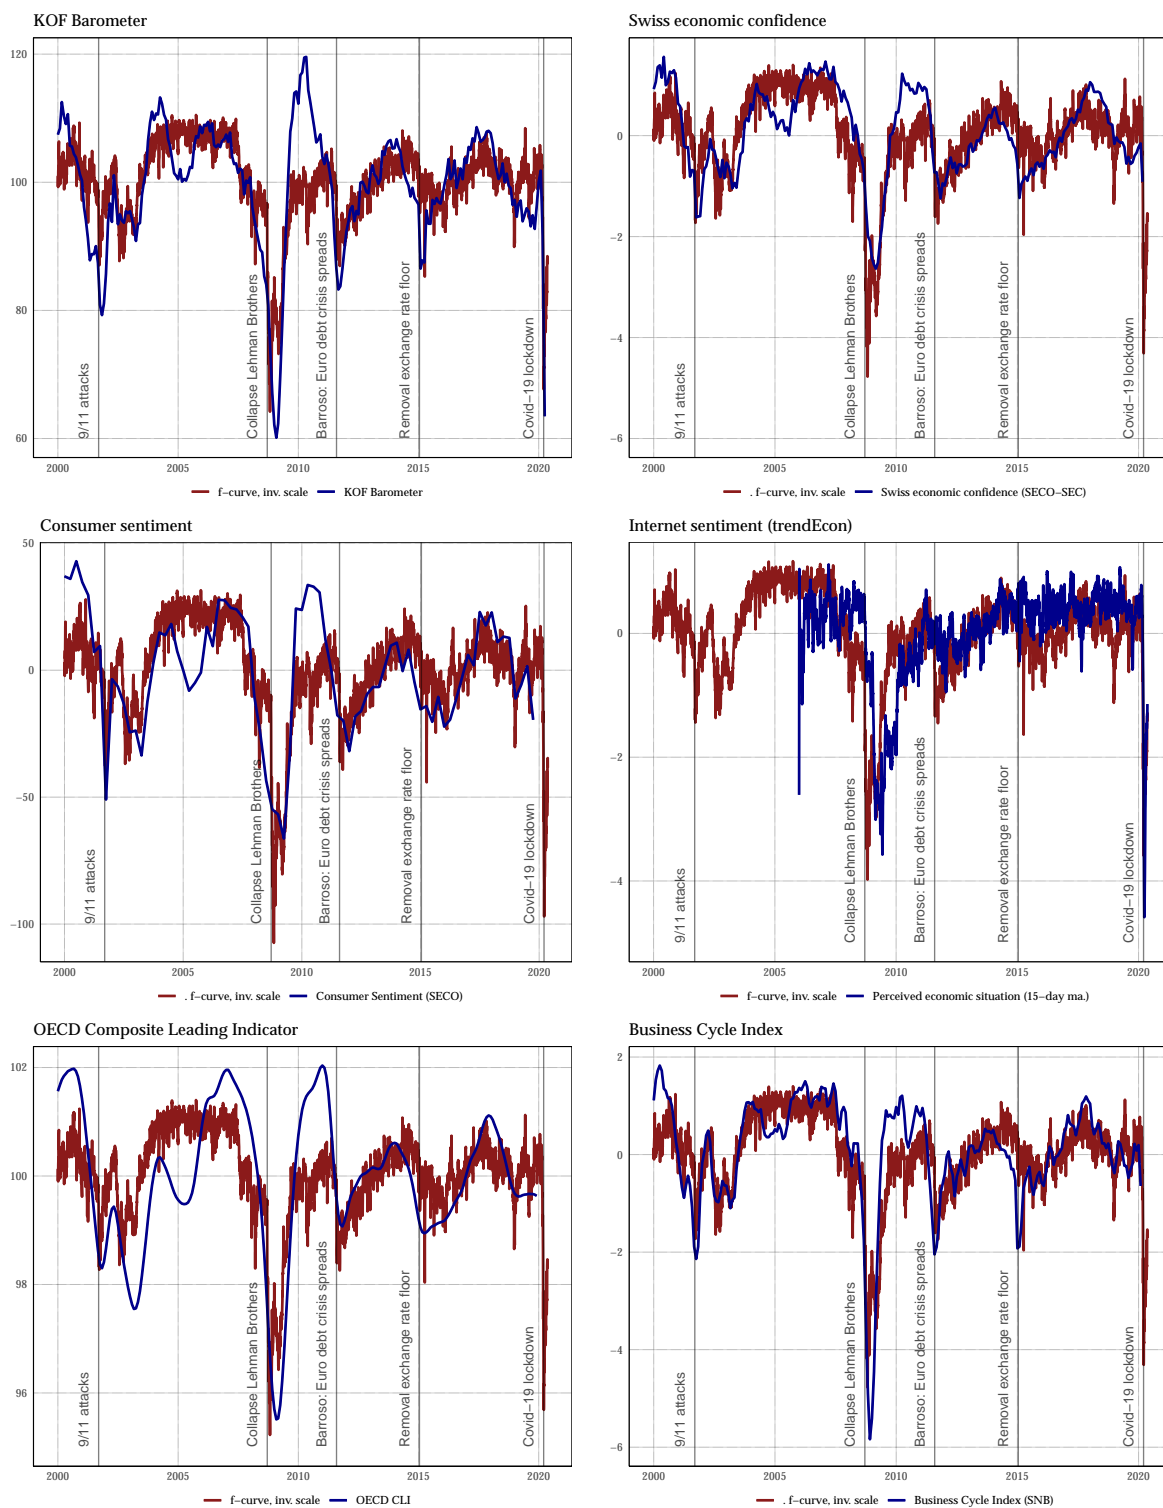 KOF Barometer
120
100
80
60
9/11 attacks
Collapse Lehman Brothers
Barroso: Euro debt crisis spreads
Removal exchange rate floor
Covid−19 lockdown
2000 2005 2010 2015 2020
f−curve, inv. scale KOF Barometer
Swiss economic confidence
0
−2
−4
−6
9/11 attacks
Collapse Lehman Brothers
Barroso: Euro debt crisis spreads
Removal exchange rate floor
Covid−19 lockdown
2000 2005 2010 2015 2020
. f−curve, inv. scale Swiss economic confidence (SECO−SEC)
Consumer sentiment
50
0
−50
−100
9/11 attacks
Collapse Lehman Brothers
Barroso: Euro debt crisis spreads
Removal exchange rate floor
Covid−19 lockdown
2000 2005 2010 2015 2020
. f−curve, inv. scale Consumer Sentiment (SECO)
Internet sentiment (trendEcon)
0
−2
−4
9/11 attacks
Collapse Lehman Brothers
Barroso: Euro debt crisis spreads
Removal exchange rate floor
Covid−19 lockdown
2000 2005 2010 2015 2020
f−curve, inv. scale Perceived economic situation (15−day ma.)
OECD Composite Leading Indicator
102
100
98
96
9/11 attacks
Collapse Lehman Brothers
Barroso: Euro debt crisis spreads
Removal exchange rate floor
Covid−19 lockdown
2000 2005 2010 2015 2020
f−curve, inv. scale OECD CLI
Business Cycle Index
2
0
−2
−4
−6
9/11 attacks
Collapse Lehman Brothers
Barroso: Euro debt crisis spreads
Removal exchange rate floor
Covid−19 lockdown
2000 2005 2010 2015 2020
. f−curve, inv. scale Business Cycle Index (SNB)